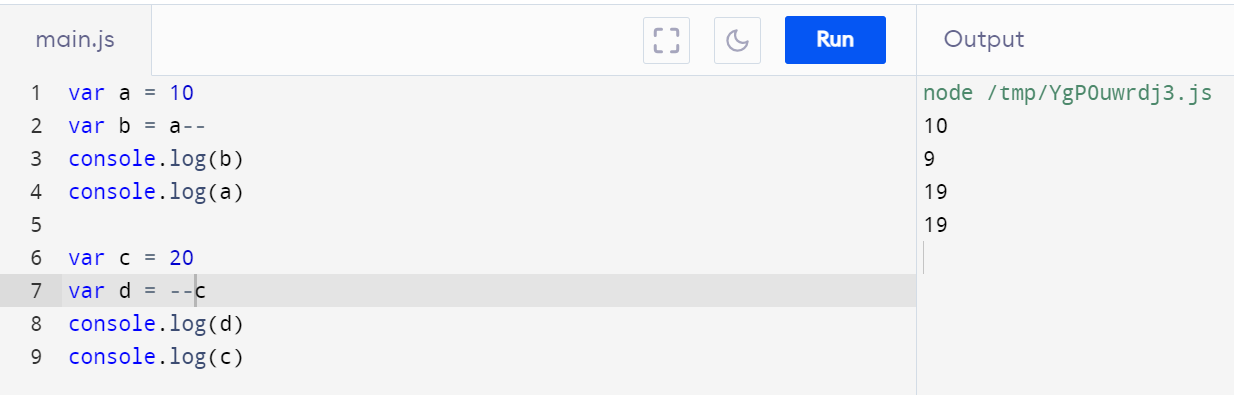 main.js Run Output
1 var a = 10
2 var b = a--
3 console.log(b)
4 console.log(a)
5
6 var c = 20
7 var d = --c
8 console.log(d)
9 console.log(c)
node /tmp/YgPOuwrdj3.js
10
9
19
19